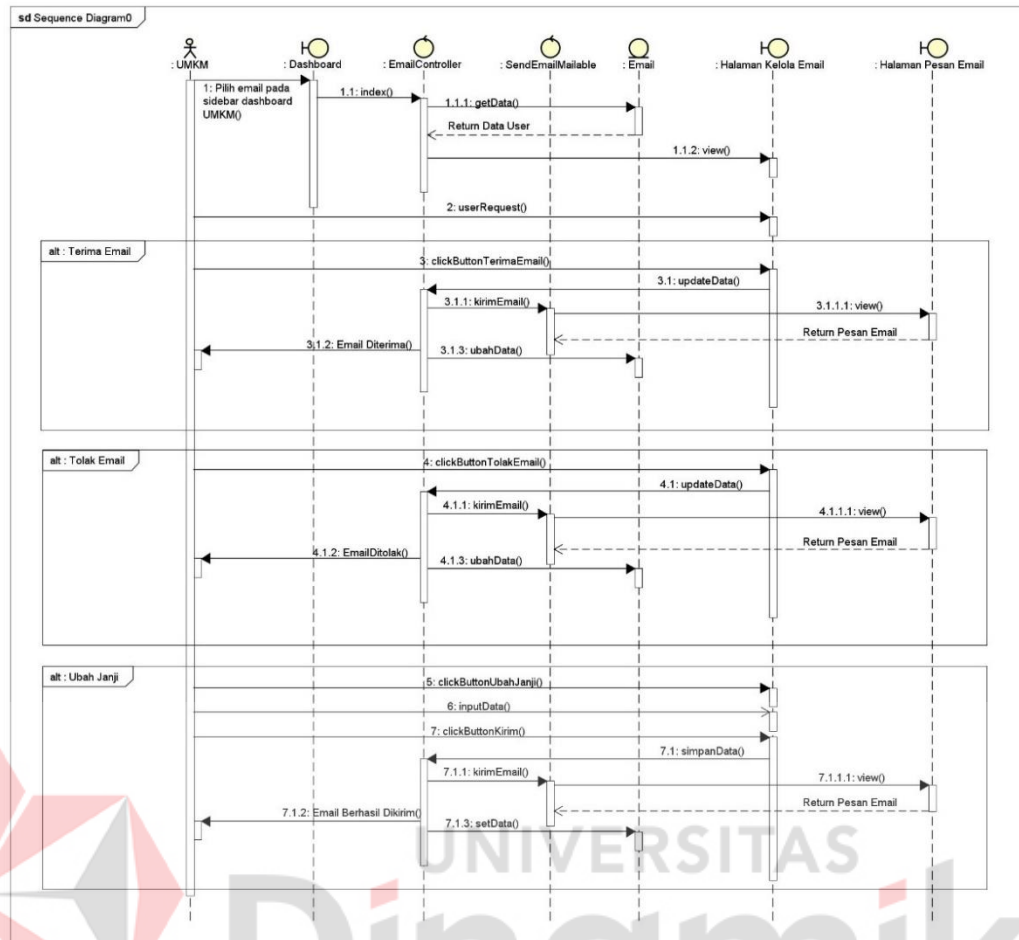 sd Sequence Diagram0
: UMKM
: Dashboard
: EmailController
: SendEmailMailable
: Email
: Halaman Kelola Email
: Halaman Pesan Email
1: Pilih email pada
sidebar dashboard
UMKM()
1.1: index()
1.1.1: getData()
Return Data User
1.1.2: view()
2: userRequest()
alt : Terima Email
3: clickButtonTerimaEmail()
3.1: updateData()
3.1.1: kirimEmail()
3.1.1.1: view()
Return Pesan Email
3.1.2: Email Diterima()
3.1.3: ubahData()
alt : Tolak Email
4: clickButtonTolakEmail()
4.1: updateData()
4.1.1: kirimEmail()
4.1.1.1: view()
Return Pesan Email
4.1.2: EmailDitolak()
4.1.3: ubahData()
alt : Ubah Janji
5: clickButtonUbahJanji()
6: inputData()
7: clickButtonKirim()
7.1: simpanData()
7.1.1: kirimEmail()
7.1.1.1: view()
Return Pesan Email
7.1.2: Email Berhasil Dikirim()
7.1.3: setData()
UNIVERSITAS
Dinamik